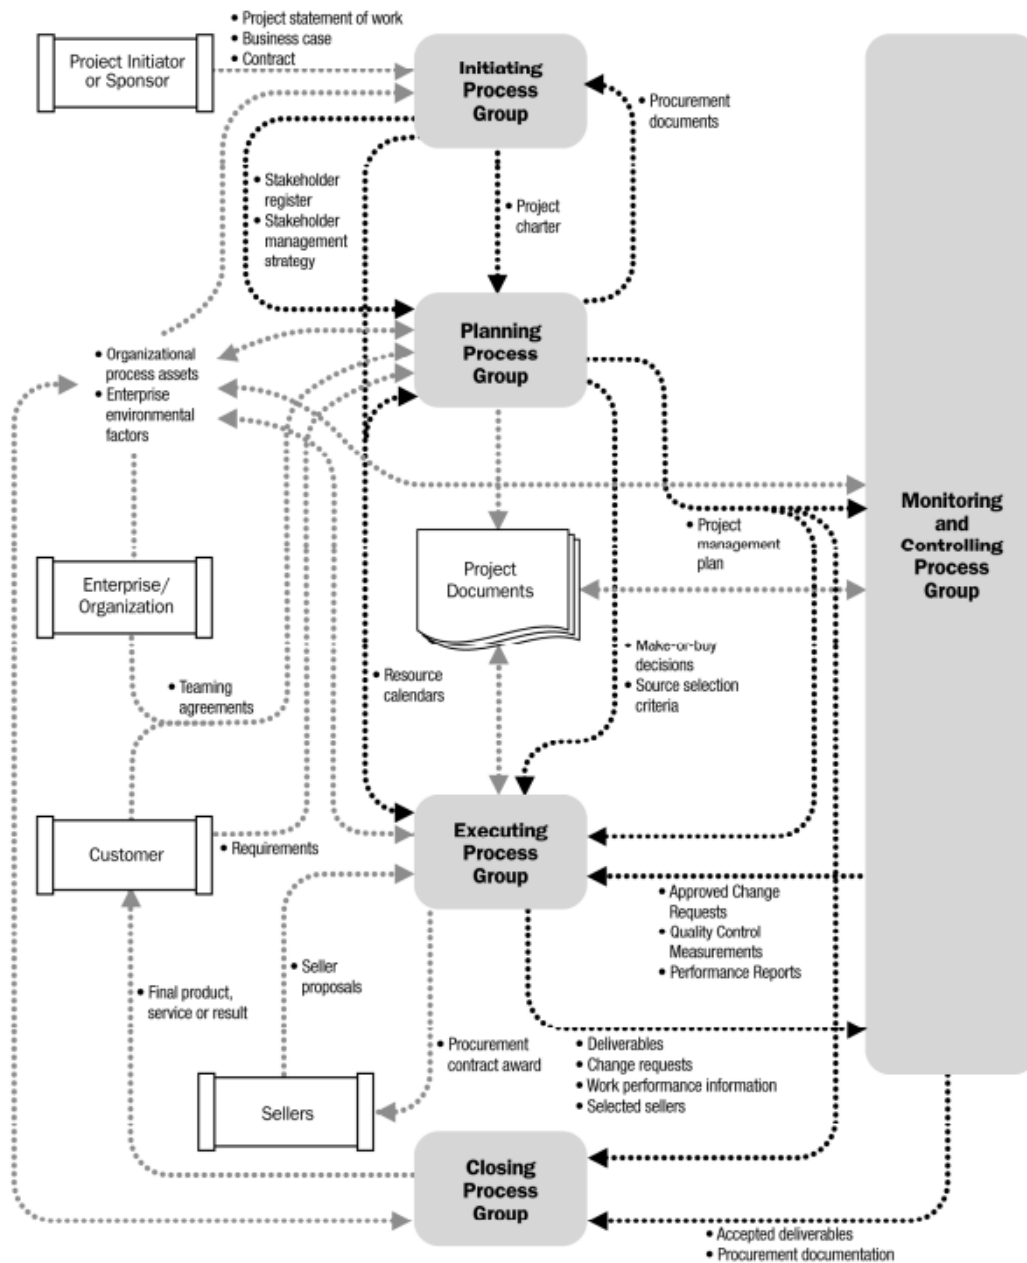 • Project statement of work
• Business case
• Contract
Project Initiator
or Sponsor
Initiating
Process
Group
• Procurement
documents
• Stakeholder
register
• Stakeholder
management
strategy
• Project
charter
Planning
Process
Group
• Organizational
process assets
• Enterprise
environmental
factors
Monitoring
and
Controlling
Process
Group
• Project
management
plan
Project
Documents
Enterprise/
Organization
• Make-or-buy
decisions
• Source selection
criteria
• Resource
calendars
• Teaming
agreements
Executing
Process
Group
Customer
• Requirements
• Approved Change
Requests
• Quality Control
Measurements
• Performance Reports
• Seller
proposals
• Final product,
service or result
• Procurement
contract award
• Deliverables
• Change requests
• Work performance information
• Selected sellers
Sellers
Closing
Process
Group
• Accepted deliverables
• Procurement documentation